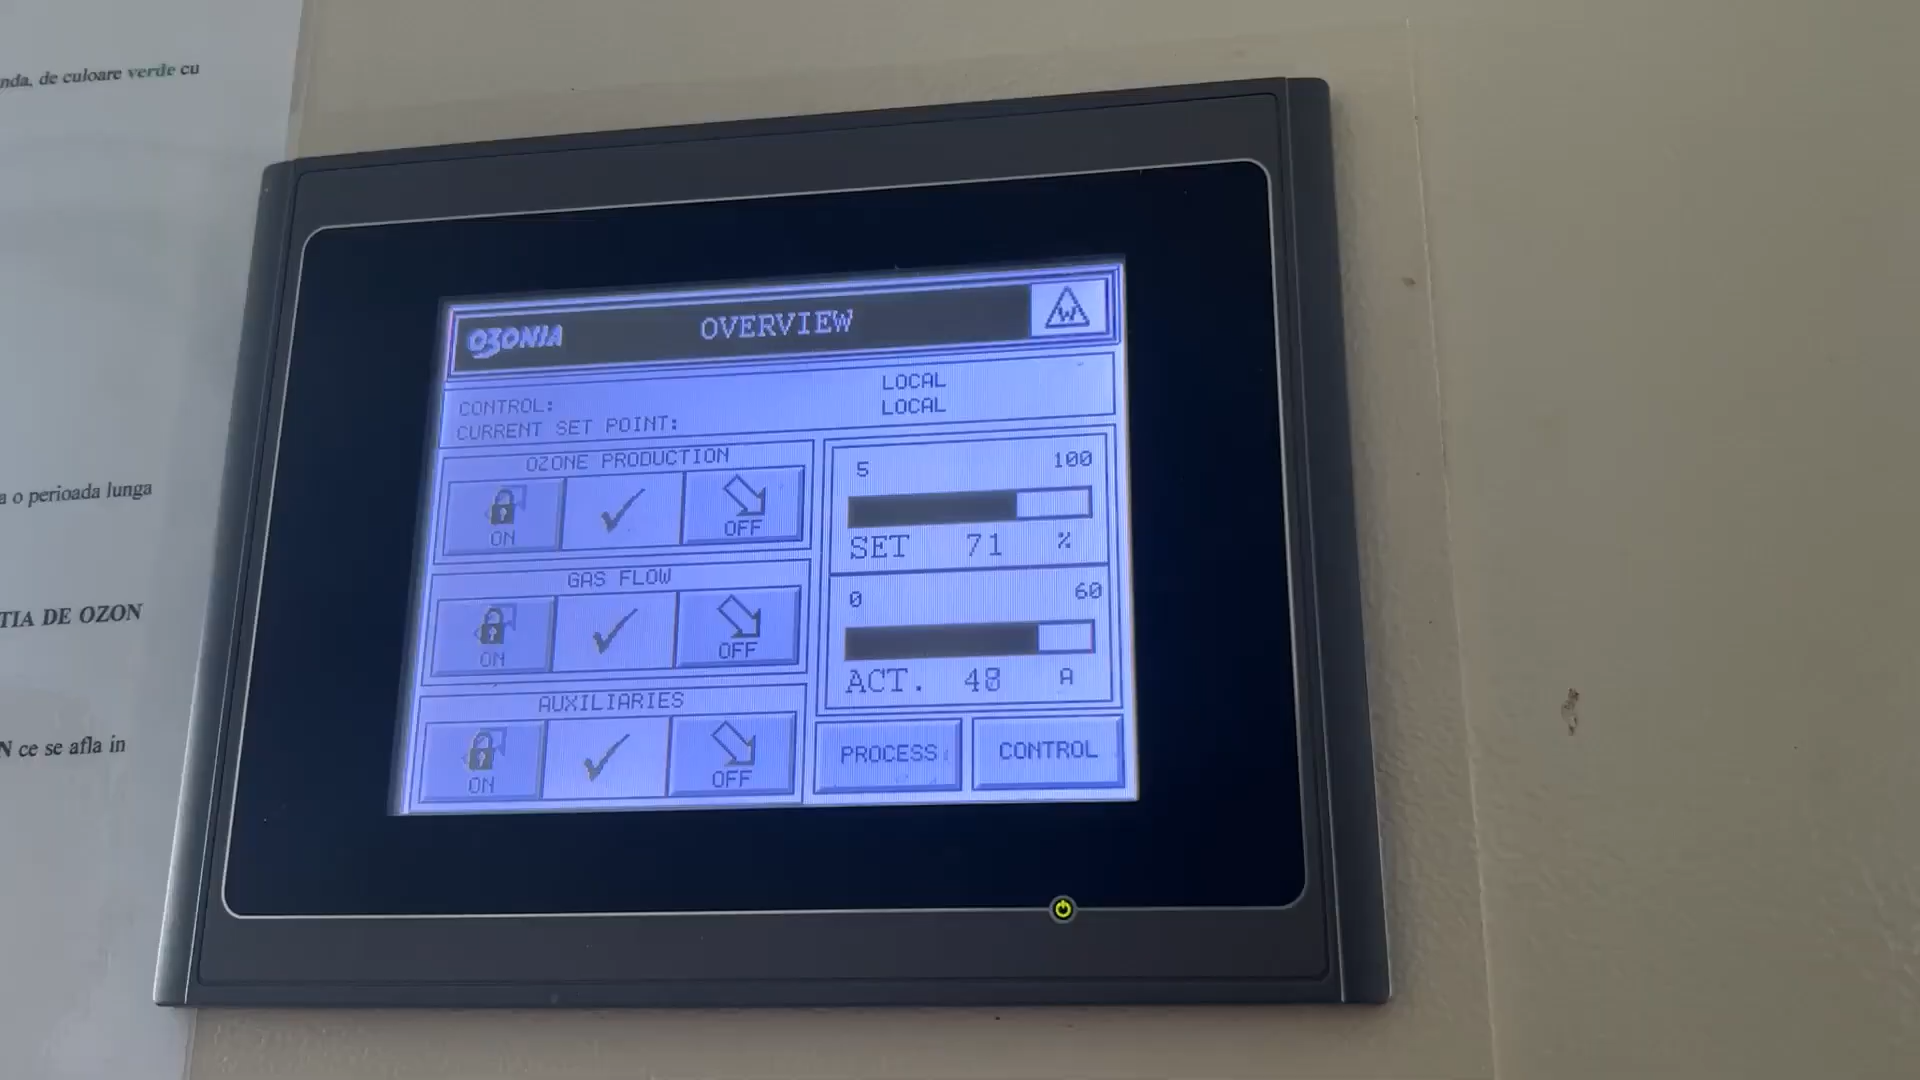 nda, de culoare verde cu
a o perioada lunga
TIA DE OZON
N ce se afla in
OZONIA
OVERVIEW
W
CONTROL: LOCAL
CURRENT SET POINT: LOCAL
OZONE PRODUCTION
ON
OFF
GAS FLOW
ON
OFF
AUXILIARIES
ON
OFF
5 100
SET 71 %
0 60
ACT. 48 A
PROCESS
CONTROL